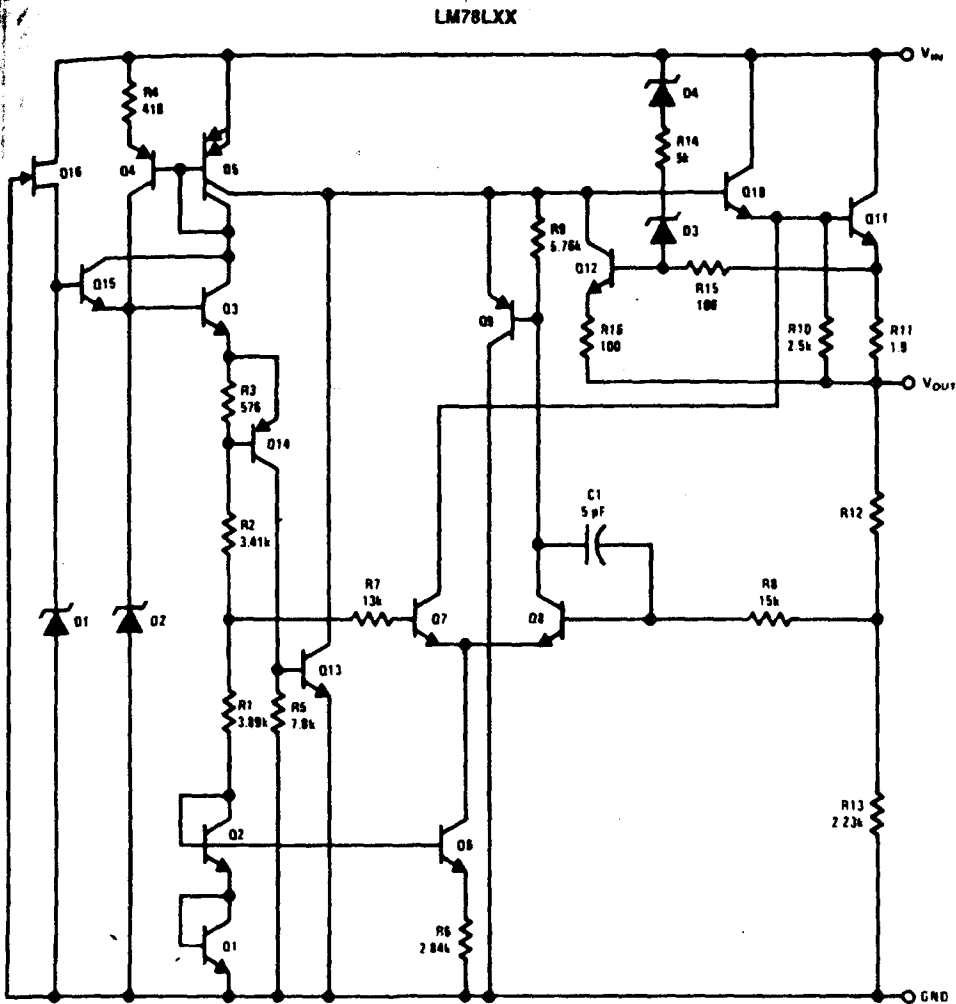 LM78LXX
V_IN
R4
418
D4
R14
5k
Q16
Q4
Q5
Q10
Q11
R9
5.76k
D3
Q12
Q15
R15
100
Q3
Q9
R16
100
R10
2.5k
R11
1.9
V_OUT
R3
576
Q14
C1
5 pF
R12
R2
3.41k
R7
13k
R8
15k
D1
D2
Q7
Q8
Q13
R1
3.89k
R5
7.8k
R13
2.23k
Q2
Q6
R6
2.84k
Q1
GND